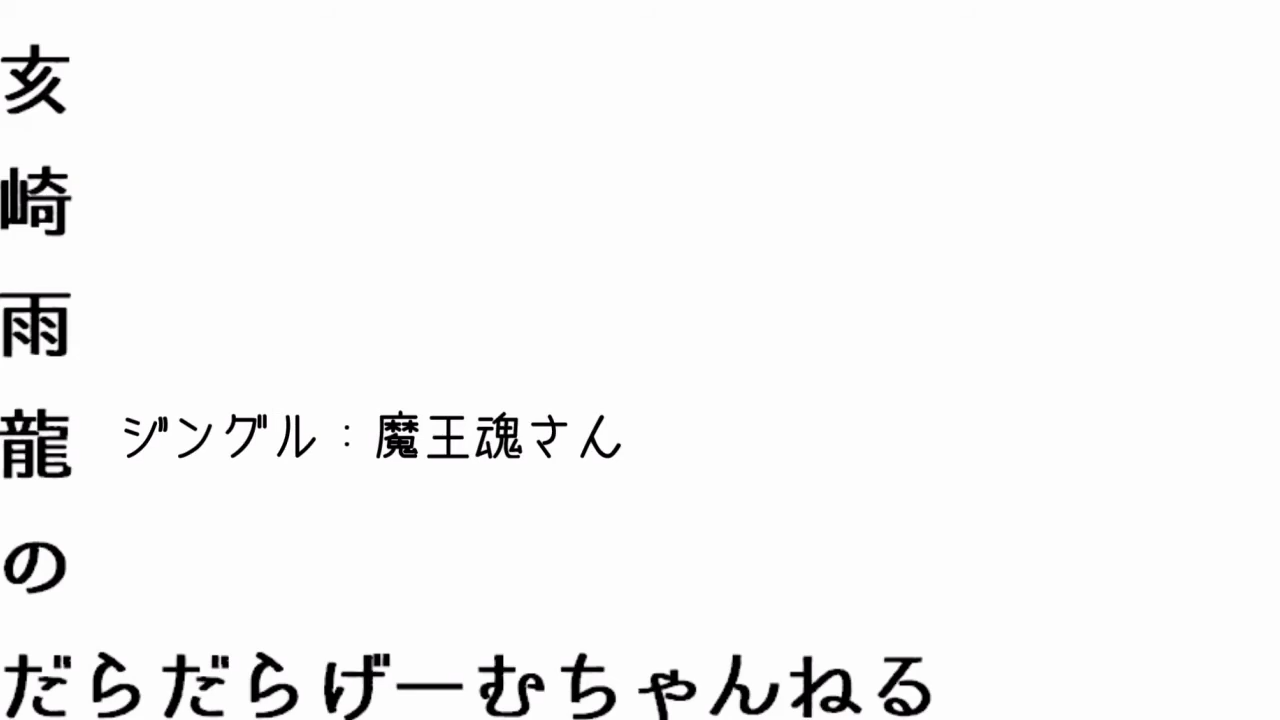 亥崎雨龍の
だらだらげーむちゃんねる
ジングル：魔王魂さん